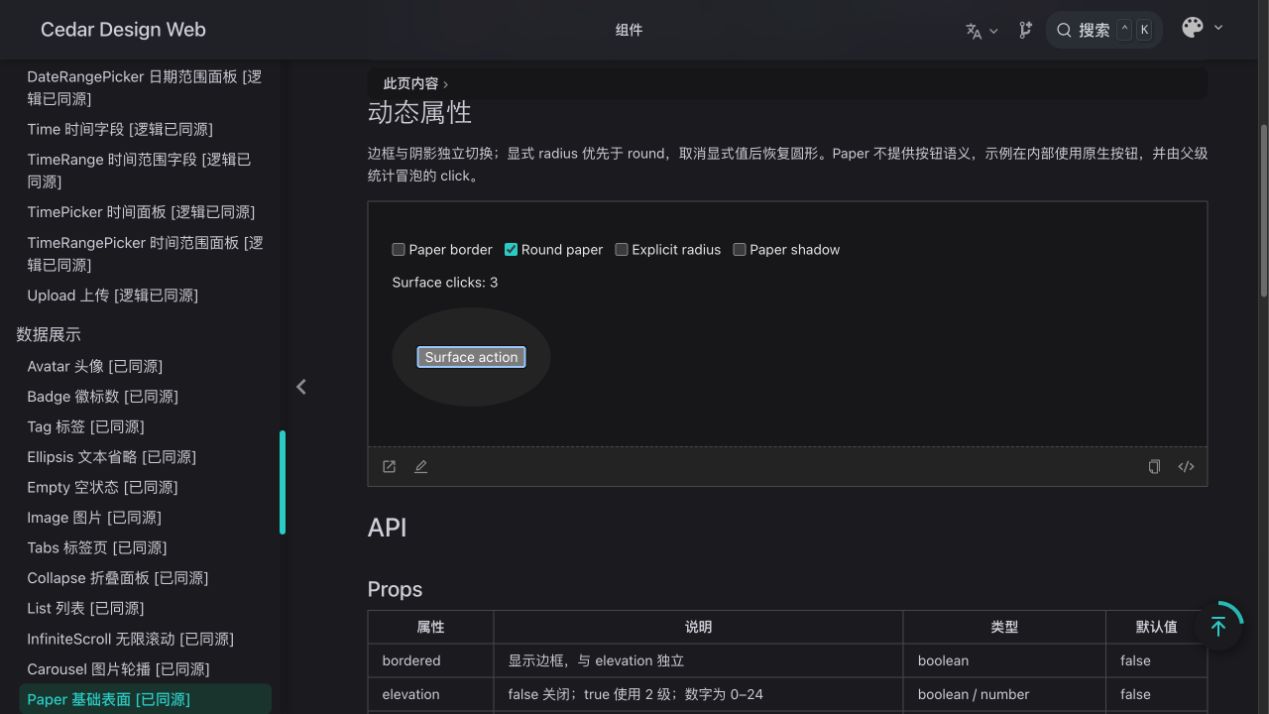 Cedar Design Web
组件
搜索 ^ K
DateRangePicker 日期范围面板 [逻
辑已同源]
Time 时间字段 [逻辑已同源]
TimeRange 时间范围字段 [逻辑已
同源]
TimePicker 时间面板 [逻辑已同源]
TimeRangePicker 时间范围面板 [逻
辑已同源]
Upload 上传 [逻辑已同源]
数据展示
Avatar 头像 [已同源]
Badge 徽标数 [已同源]
Tag 标签 [已同源]
Ellipsis 文本省略 [已同源]
Empty 空状态 [已同源]
Image 图片 [已同源]
Tabs 标签页 [已同源]
Collapse 折叠面板 [已同源]
List 列表 [已同源]
InfiniteScroll 无限滚动 [已同源]
Carousel 图片轮播 [已同源]
Paper 基础表面 [已同源]
此页内容 ›
动态属性
边框与阴影独立切换；显式 radius 优先于 round，取消显式值后恢复圆形。Paper 不提供按钮语义，示例在内部使用原生按钮，并由父级
统计冒泡的 click。
Paper border Round paper Explicit radius Paper shadow
Surface clicks: 3
Surface action
API
Props
属性 说明 类型 默认值
bordered 显示边框，与 elevation 独立 boolean false
elevation false 关闭；true 使用 2 级；数字为 0–24 boolean / number false